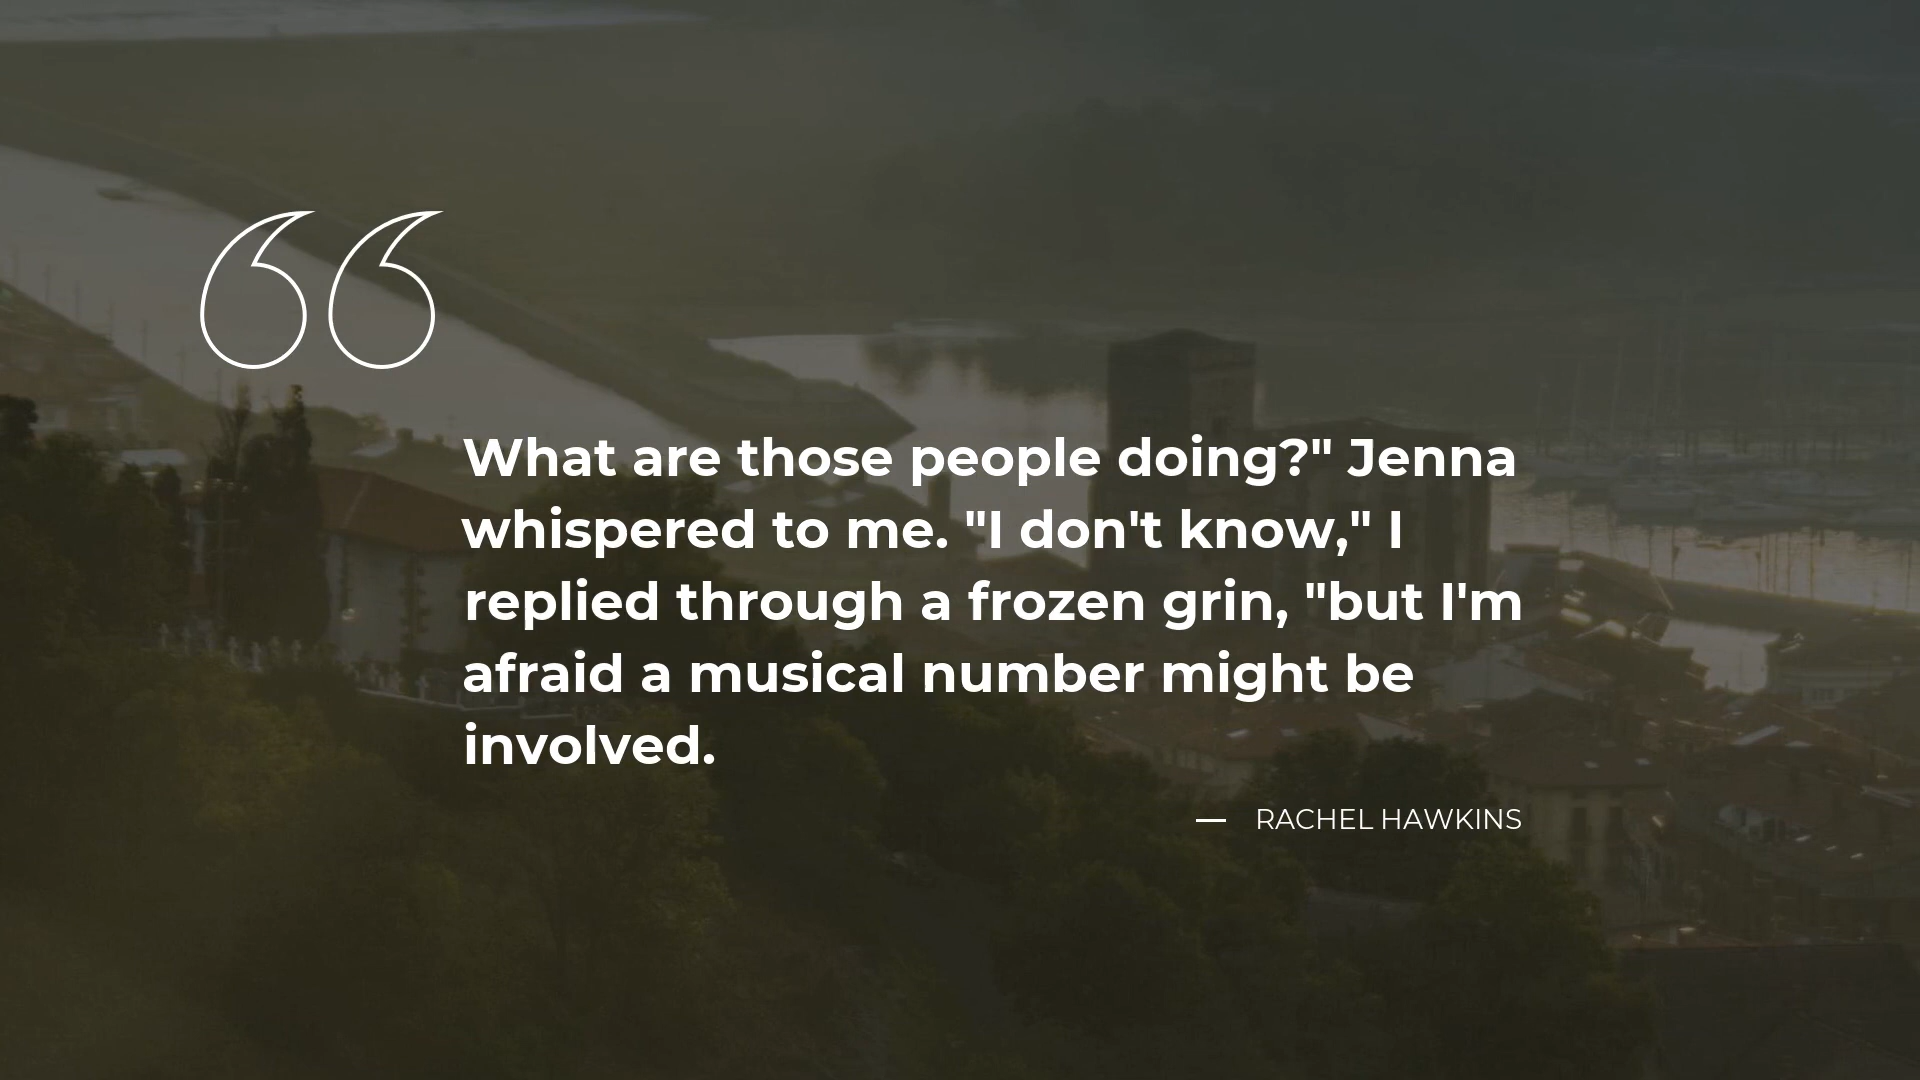 What are those people doing?" Jenna
whispered to me. "I don't know," I
replied through a frozen grin, "but I'm
afraid a musical number might be
involved.
— RACHEL HAWKINS